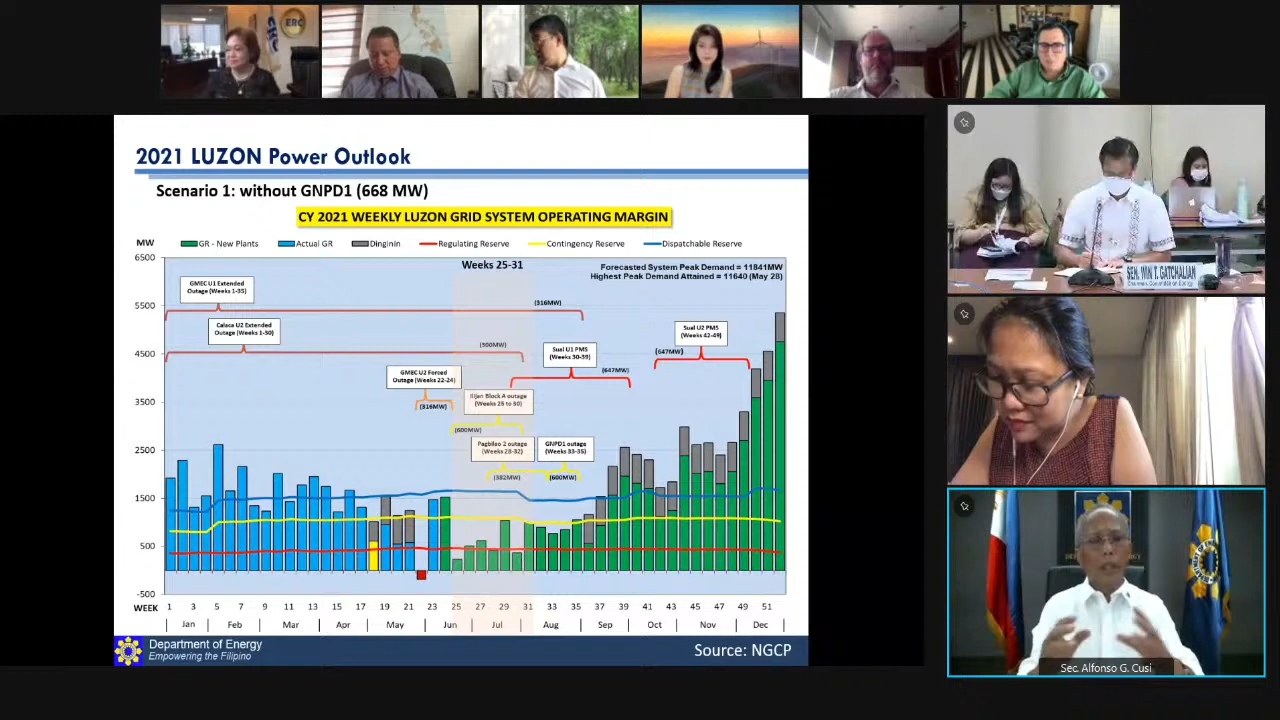 ERC
2021 LUZON Power Outlook
Scenario 1: without GNPD1 (668 MW)
CY 2021 WEEKLY LUZON GRID SYSTEM OPERATING MARGIN
MW
GR - New Plants
Actual GR
Dinginin
Regulating Reserve
Contingency Reserve
Dispatchable Reserve
Weeks 25-31
Forecasted System Peak Demand = 11841MW
Highest Peak Demand Attained = 11640 (May 28)
6500
5500
4500
3500
2500
1500
500
-500
GMEC U1 Extended
Outage (Weeks 1-35)
(316MW)
Calaca U2 Extended
Outage (Weeks 1-30)
(300MW)
GMEC U2 Forced
Outage (Weeks 22-24)
(316MW)
Ilijan Block A outage
(Weeks 25 to 30)
(600MW)
Pagbilao 2 outage
(Weeks 28-32)
(382MW)
Sual U1 PMS
(Weeks 30-39)
(647MW)
GNPD1 outage
(Weeks 33-35)
(600MW)
Sual U2 PMS
(Weeks 42-49)
(647MW)
WEEK 1 3 5 7 9 11 13 15 17 19 21 23 25 27 29 31 33 35 37 39 41 43 45 47 49 51
Jan Feb Mar Apr May Jun Jul Aug Sep Oct Nov Dec
Department of Energy
Empowering the Filipino
Source: NGCP
SEN. WIN T. GATCHALIAN
Sec. Alfonso G. Cusi